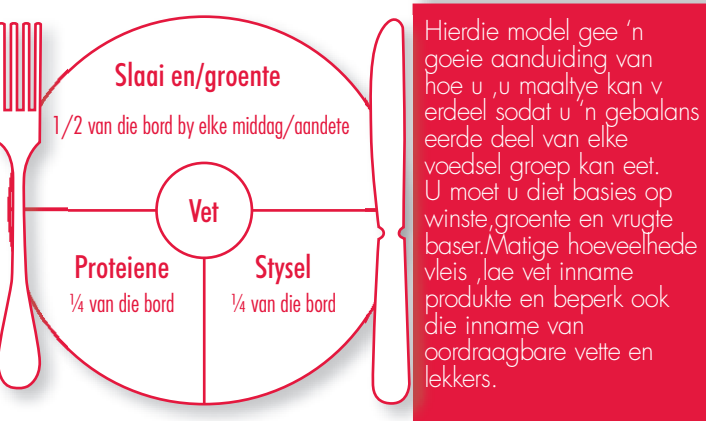 Slaai en/groente
1/2 van die bord by elke middag/aandete
Vet
Proteiene
¼ van die bord
Stysel
¼ van die bord
Hierdie model gee ‘n
goeie aanduiding van
hoe u ,u maaltye kan v
erdeel sodat u ‘n gebalans
eerde deel van elke
voedsel groep kan eet.
U moet u diet basies op
winste,groente en vrugte
baser.Matige hoeveelhede
vleis ,lae vet inname
produkte en beperk ook
die inname van
oordraagbare vette en
lekkers.